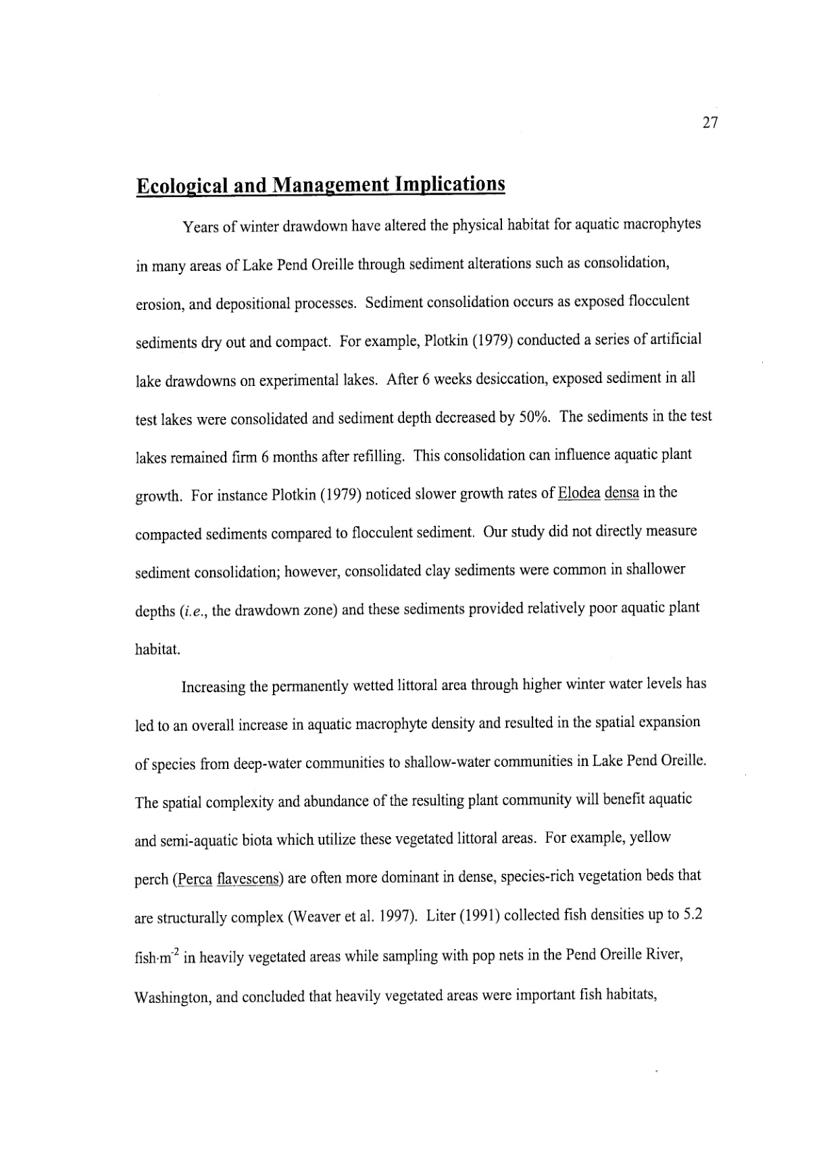 27
Ecological and Management Implications
Years of winter drawdown have altered the physical habitat for aquatic macrophytes
in many areas of Lake Pend Oreille through sediment alterations such as consolidation,
erosion, and depositional processes.  Sediment consolidation occurs as exposed flocculent
sediments dry out and compact.  For example, Plotkin (1979) conducted a series of artificial
lake drawdowns on experimental lakes.  After 6 weeks desiccation, exposed sediment in all
test lakes were consolidated and sediment depth decreased by 50%.  The sediments in the test
lakes remained firm 6 months after refilling.  This consolidation can influence aquatic plant
growth.  For instance Plotkin (1979) noticed slower growth rates of Elodea densa in the
compacted sediments compared to flocculent sediment.  Our study did not directly measure
sediment consolidation; however, consolidated clay sediments were common in shallower
depths (i.e., the drawdown zone) and these sediments provided relatively poor aquatic plant
habitat.
Increasing the permanently wetted littoral area through higher winter water levels has
led to an overall increase in aquatic macrophyte density and resulted in the spatial expansion
of species from deep-water communities to shallow-water communities in Lake Pend Oreille.
The spatial complexity and abundance of the resulting plant community will benefit aquatic
and semi-aquatic biota which utilize these vegetated littoral areas.  For example, yellow
perch (Perca flavescens) are often more dominant in dense, species-rich vegetation beds that
are structurally complex (Weaver et al. 1997).  Liter (1991) collected fish densities up to 5.2
fish·m⁻² in heavily vegetated areas while sampling with pop nets in the Pend Oreille River,
Washington, and concluded that heavily vegetated areas were important fish habitats,